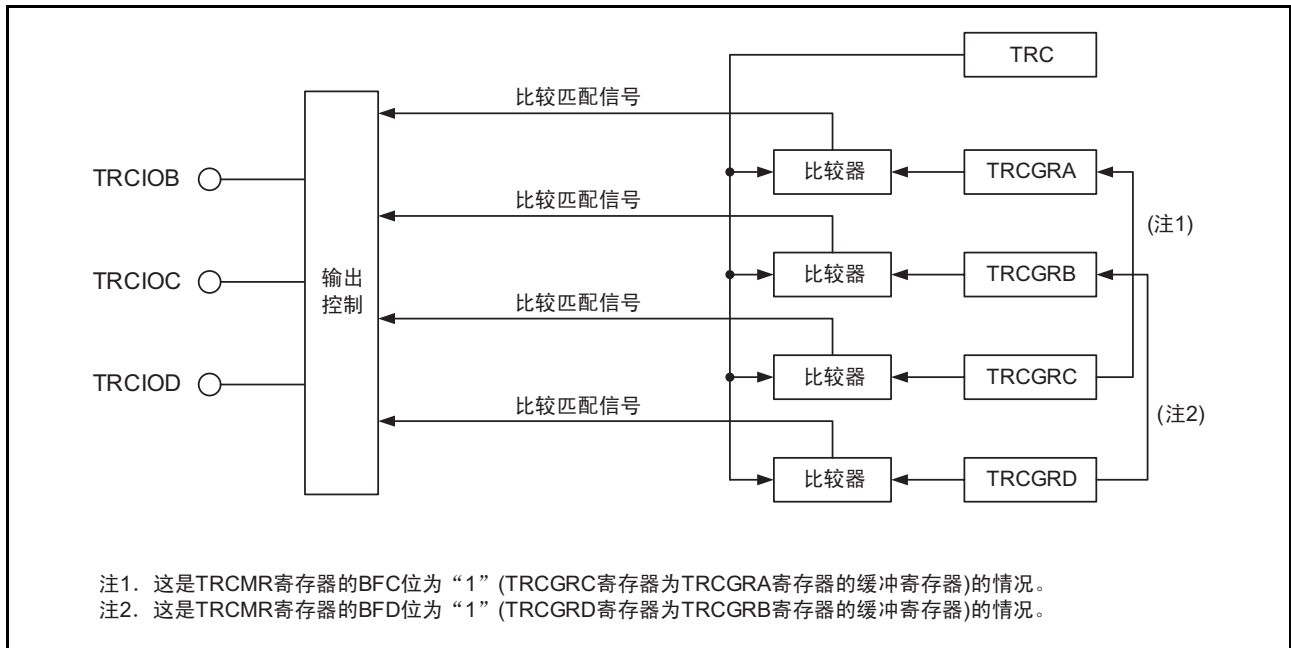 TRC
比较匹配信号
TRCIOB
比较器
TRCGRA
比较匹配信号
(注1)
TRCIOC
输出
控制
比较器
TRCGRB
比较匹配信号
TRCIOD
比较器
TRCGRC
比较匹配信号
(注2)
比较器
TRCGRD
注1. 这是TRCMR寄存器的BFC位为“1”(TRCGRC寄存器为TRCGRA寄存器的缓冲寄存器)的情况。
注2. 这是TRCMR寄存器的BFD位为“1”(TRCGRD寄存器为TRCGRB寄存器的缓冲寄存器)的情况。